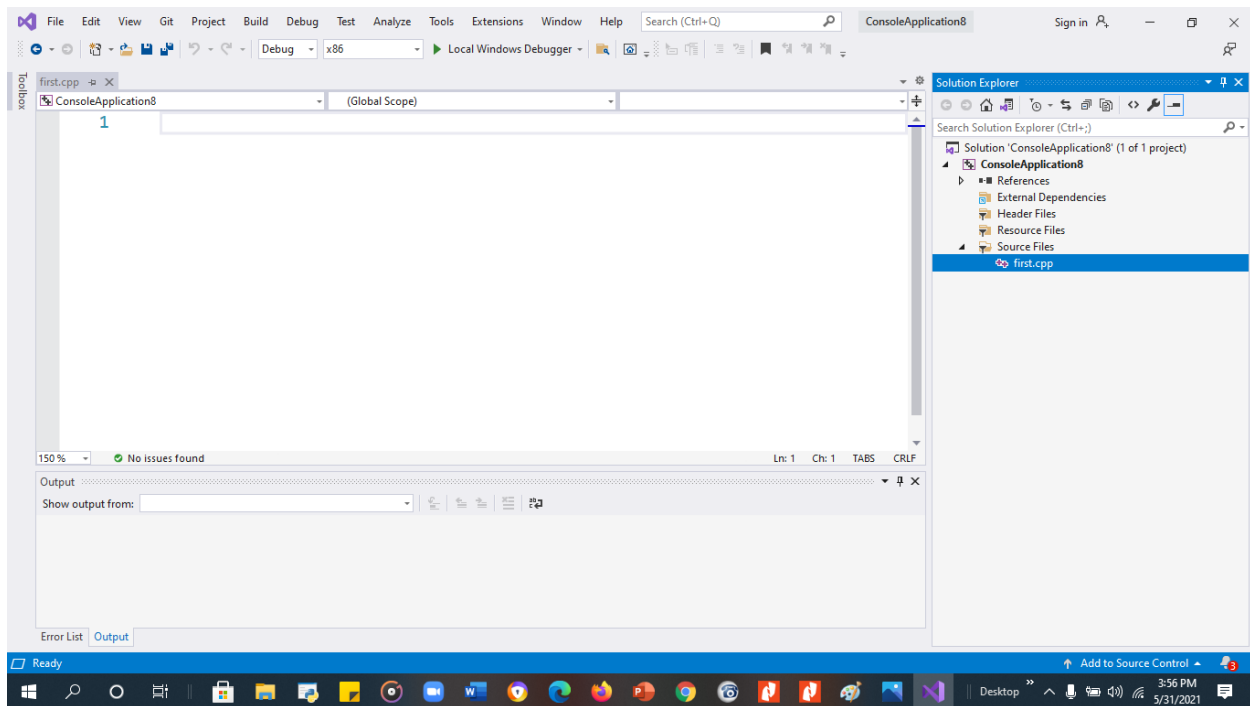 File Edit View Git Project Build Debug Test Analyze Tools Extensions Window Help Search (Ctrl+Q) ConsoleApplication8 Sign in
Debug x86 Local Windows Debugger
Toolbox
first.cpp
ConsoleApplication8 (Global Scope)
1
150 % No issues found Ln: 1 Ch: 1 TABS CRLF
Output
Show output from:
Error List Output
Solution Explorer
Search Solution Explorer (Ctrl+;)
Solution 'ConsoleApplication8' (1 of 1 project)
ConsoleApplication8
References
External Dependencies
Header Files
Resource Files
Source Files
first.cpp
Ready Add to Source Control 3
Desktop 3:56 PM
5/31/2021